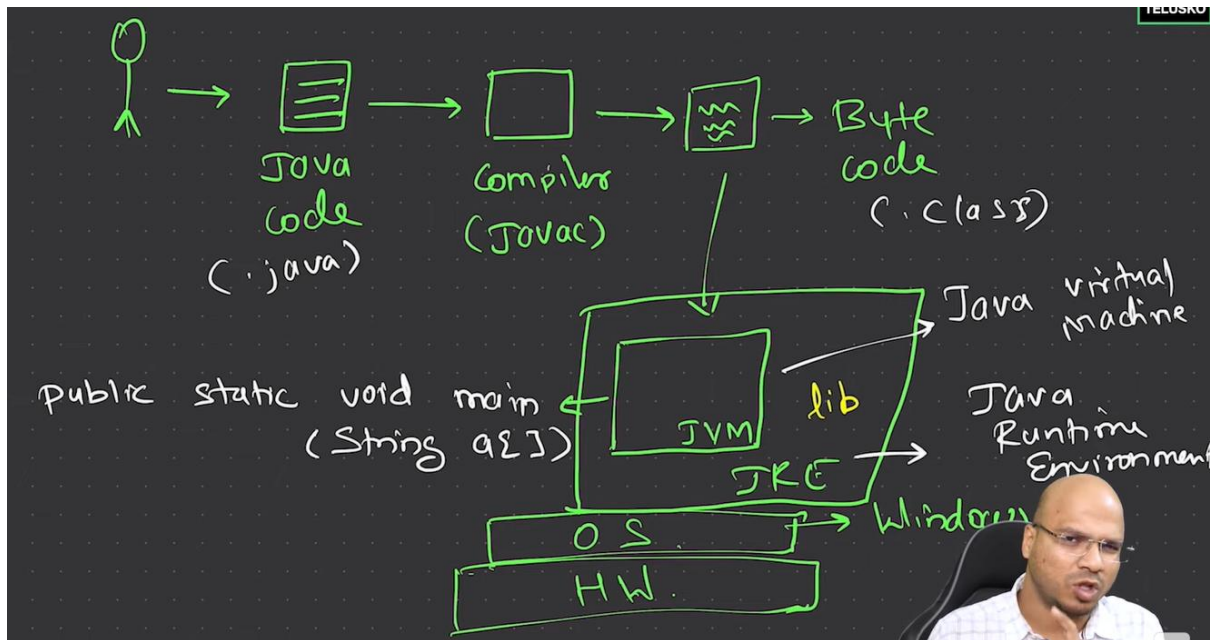 TELUSKO
Java
code
(.java)
Compiler
(Javac)
Byte
code
(.class)
Java virtual
Machine
public static void main
(String a[])
JVM
lib
JRE
Java
Runtime
Environment
OS.
Windows
HW.